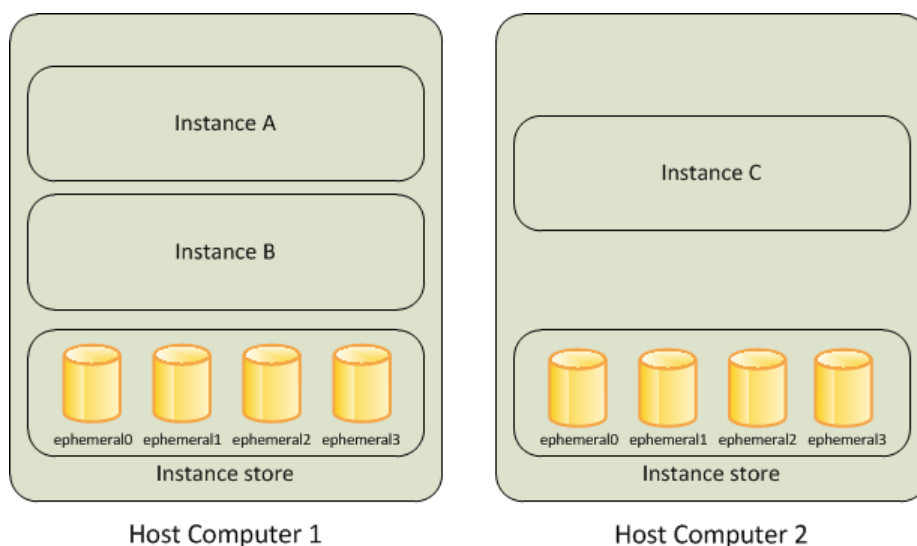 Instance A
Instance B
ephemeral0 ephemeral1 ephemeral2 ephemeral3
Instance store
Host Computer 1
Instance C
ephemeral0 ephemeral1 ephemeral2 ephemeral3
Instance store
Host Computer 2